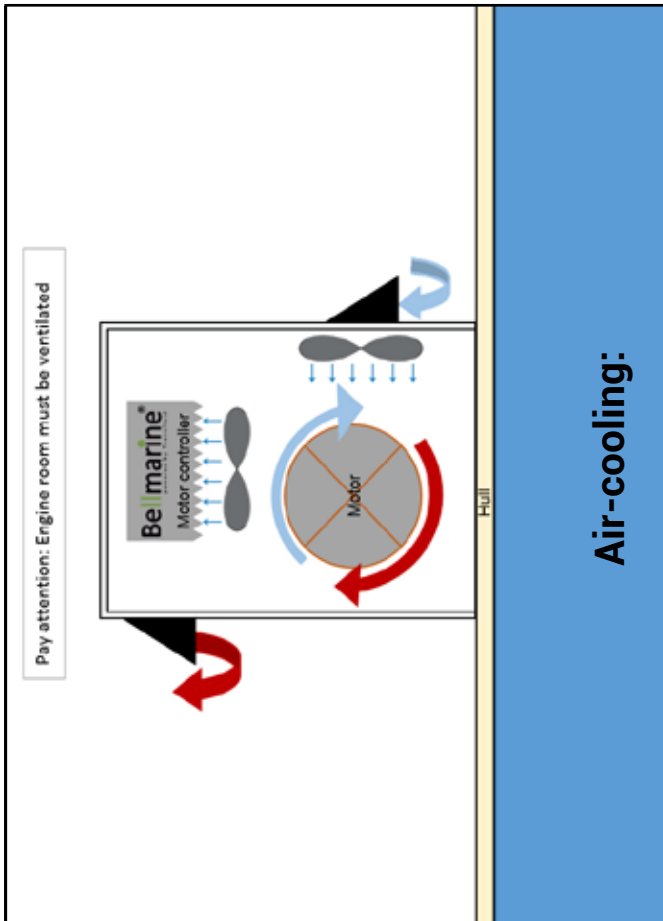 Pay attention: Engine room must be ventilated
Bellmarine®
Motor controller
Motor
Hull
Air-cooling: